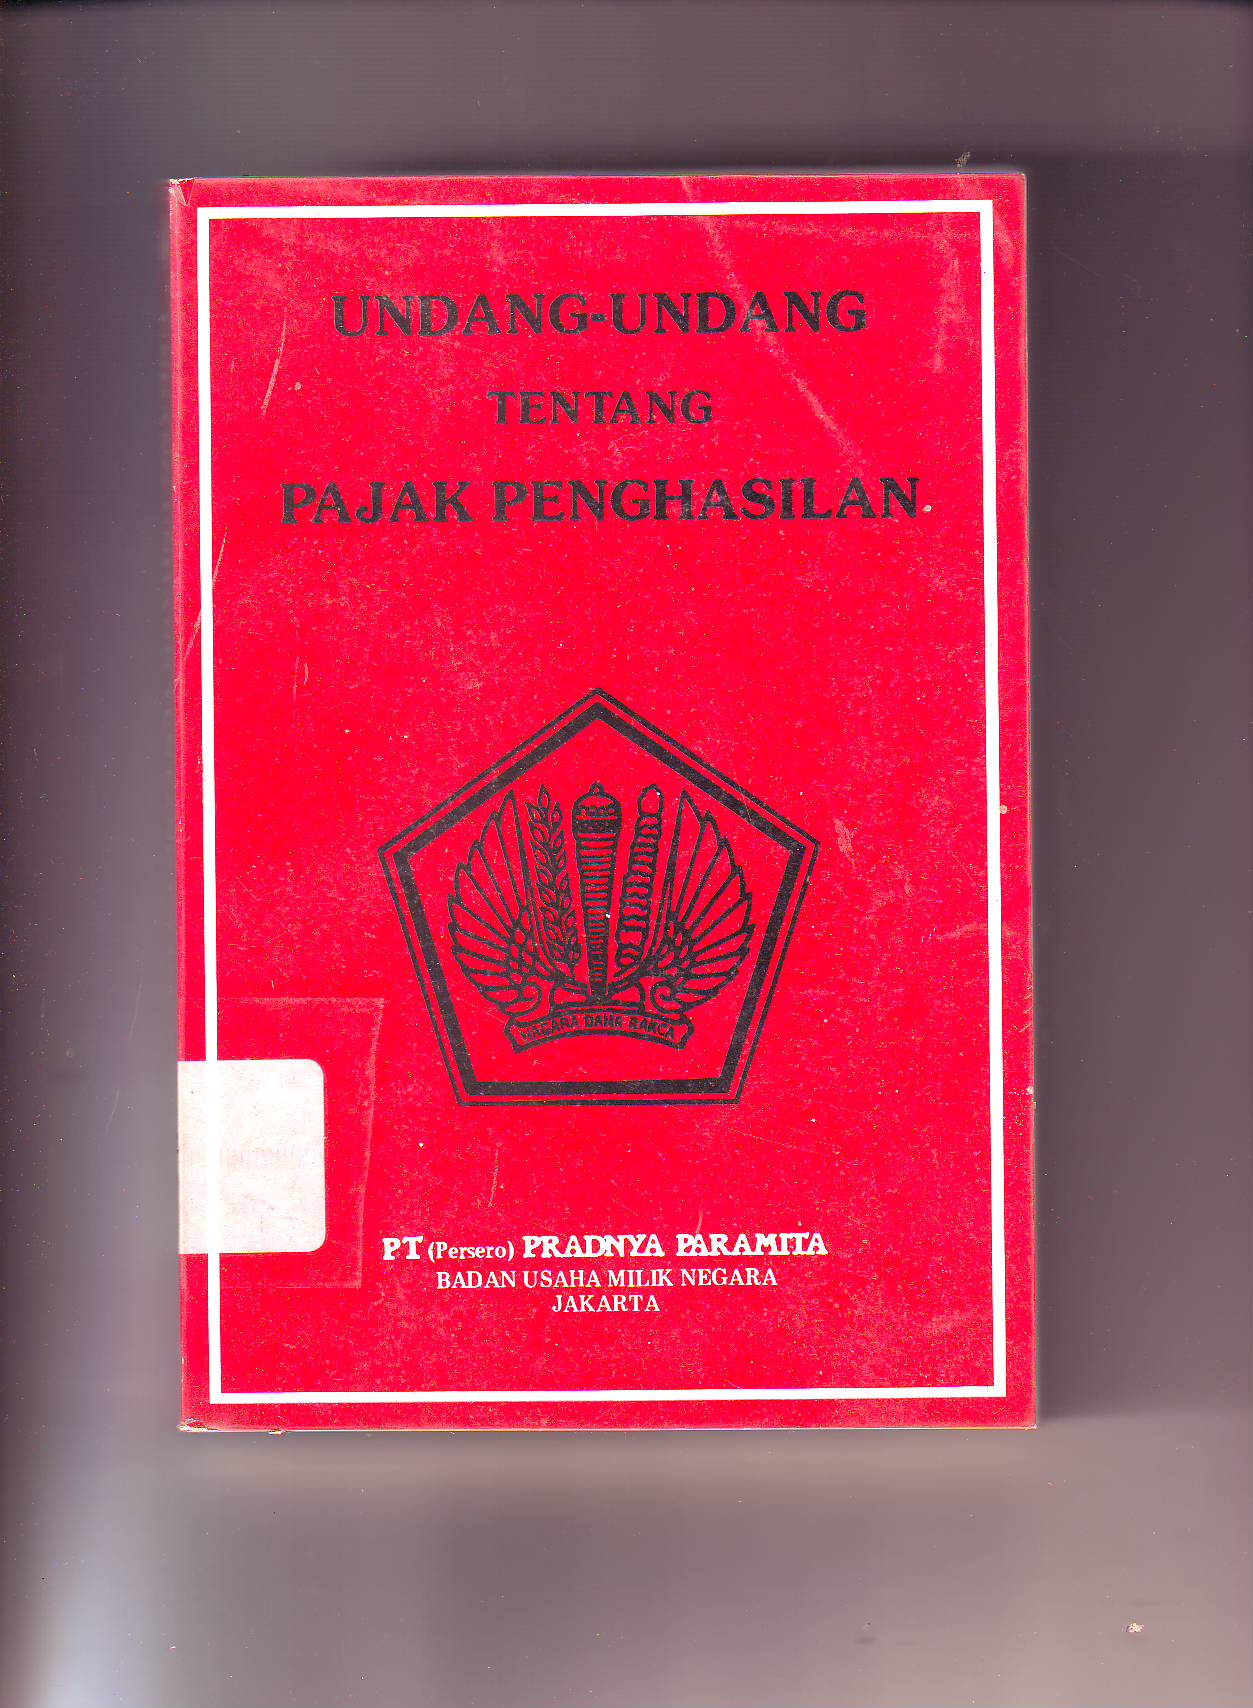 UNDANG-UNDANG
TENTANG
PAJAK PENGHASILAN
NAGARA DANA RAKCA
PT (Persero) PRADNYA PARAMITA
BADAN USAHA MILIK NEGARA
JAKARTA